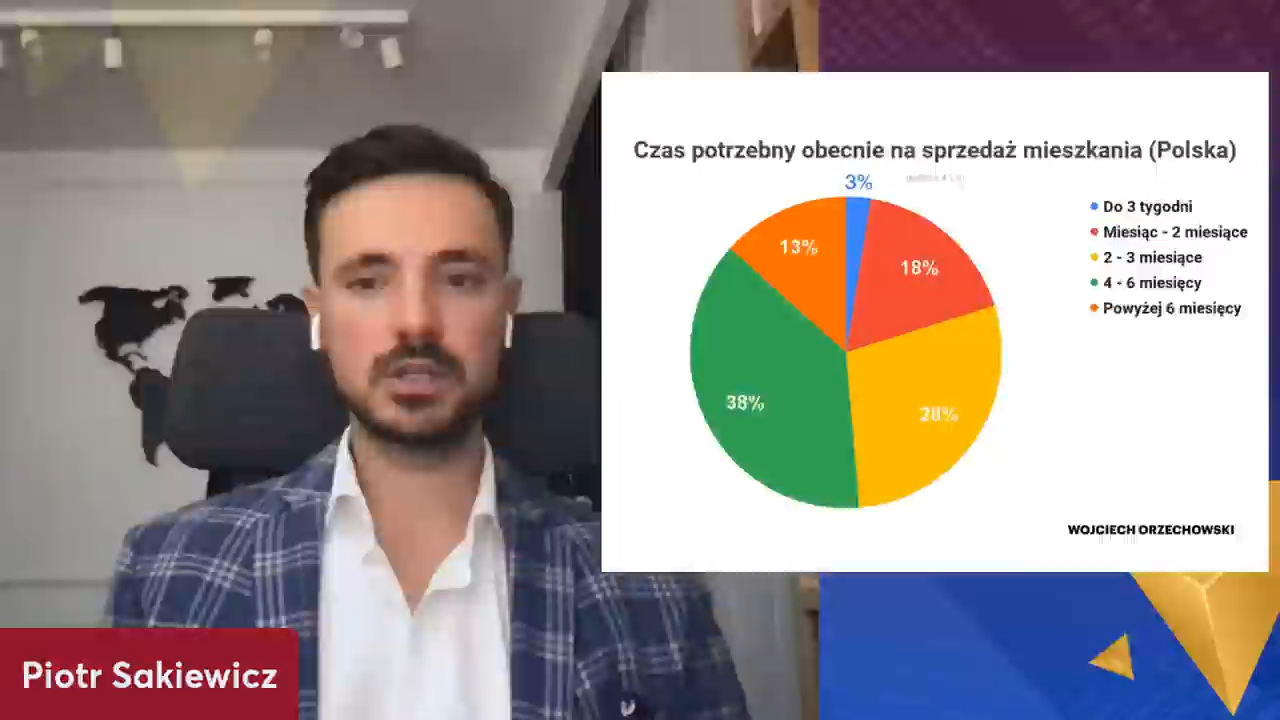 Czas potrzebny obecnie na sprzedaż mieszkania (Polska)
3%
13%
18%
38%
28%
Do 3 tygodni
Miesiąc - 2 miesiące
2 - 3 miesiące
4 - 6 miesięcy
Powyżej 6 miesięcy
WOJCIECH ORZECHOWSKI
Piotr Sakiewicz